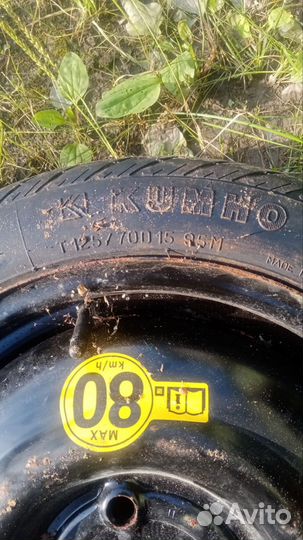 K KUMHO
T125/70D15 95M
MADE
80
km/h
MAX
i
Avito